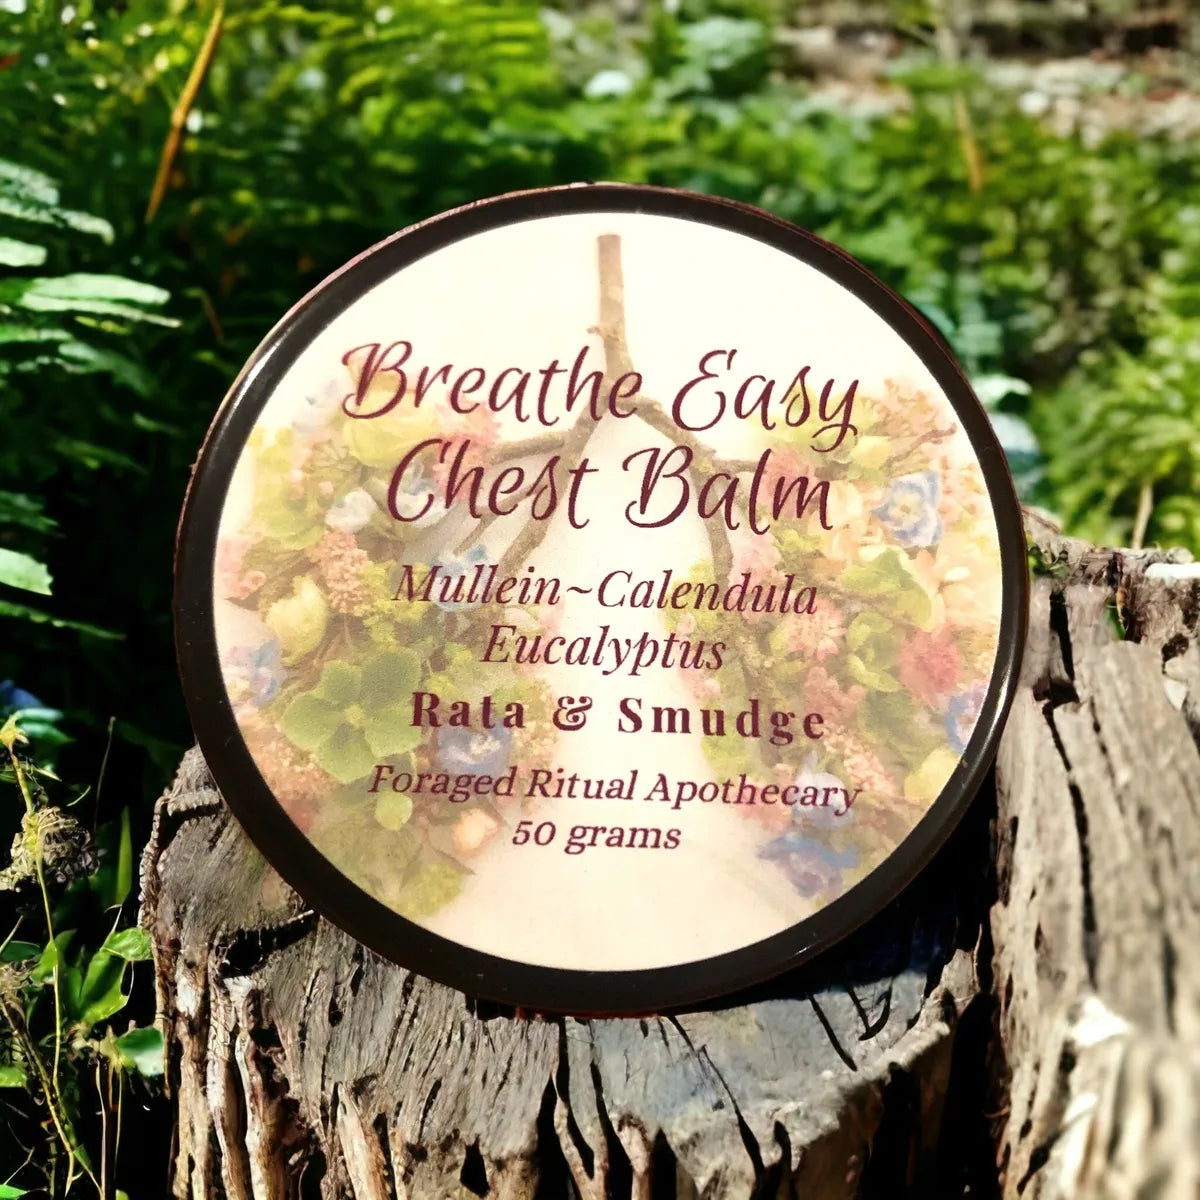 Breathe Easy
Chest Balm
Mullein~Calendula
Eucalyptus
Rata & Smudge
Foraged Ritual Apothecary
50 grams